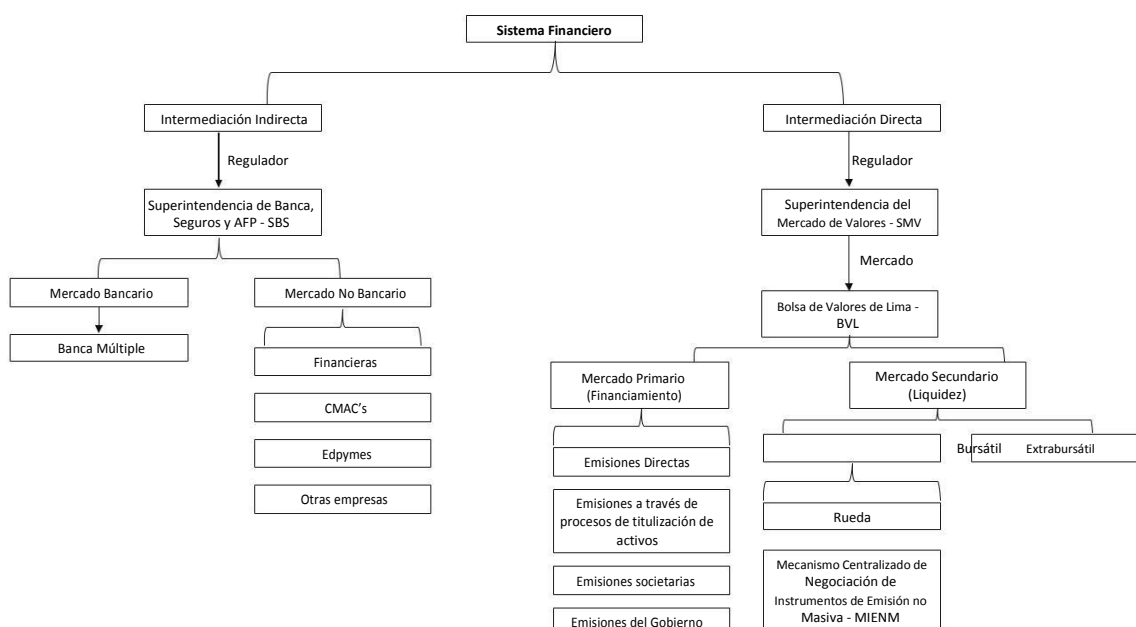 Sistema Financiero
Intermediación Indirecta
Intermediación Directa
Regulador
Regulador
Superintendencia de Banca,
Seguros y AFP - SBS
Superintendencia del
Mercado de Valores - SMV
Mercado
Mercado Bancario
Mercado No Bancario
Bolsa de Valores de Lima -
BVL
Banca Múltiple
Financieras
CMAC's
Edpymes
Otras empresas
Mercado Primario
(Financiamiento)
Mercado Secundario
(Liquidez)
Bursátil
Extrabursátil
Emisiones Directas
Emisiones a través de
procesos de titulización de
activos
Emisiones societarias
Emisiones del Gobierno
Rueda
Mecanismo Centralizado de
Negociación de
Instrumentos de Emisión no
Masiva - MIENM